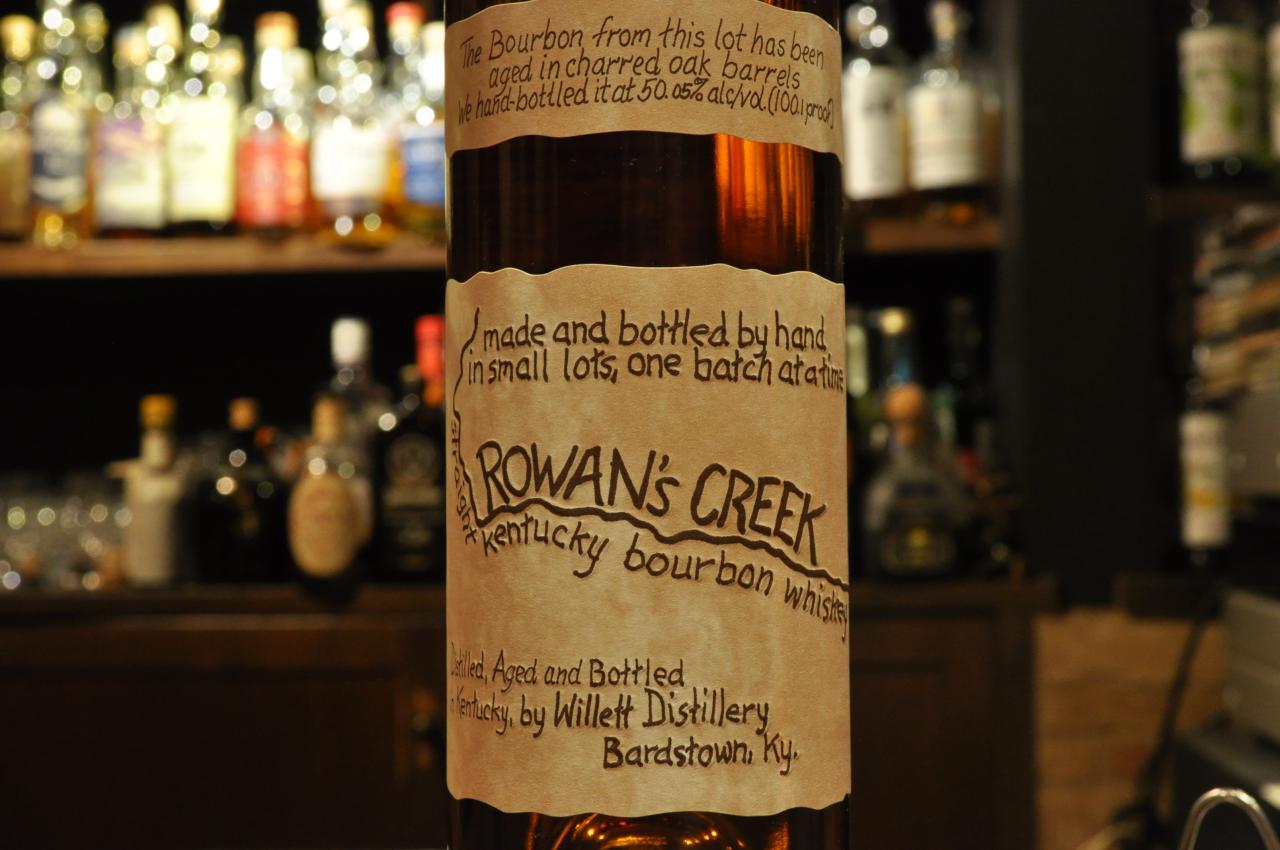 The Bourbon from this lot has been
aged in charred oak barrels
We hand-bottled it at 50.05% alc/vol.(100.1 proof)
made and bottled by hand,
in small lots, one batch at a time
ROWAN's CREEK
straight
kentucky bourbon whiskey
Distilled, Aged and Bottled
in Kentucky, by Willett Distillery
Bardstown, Ky.